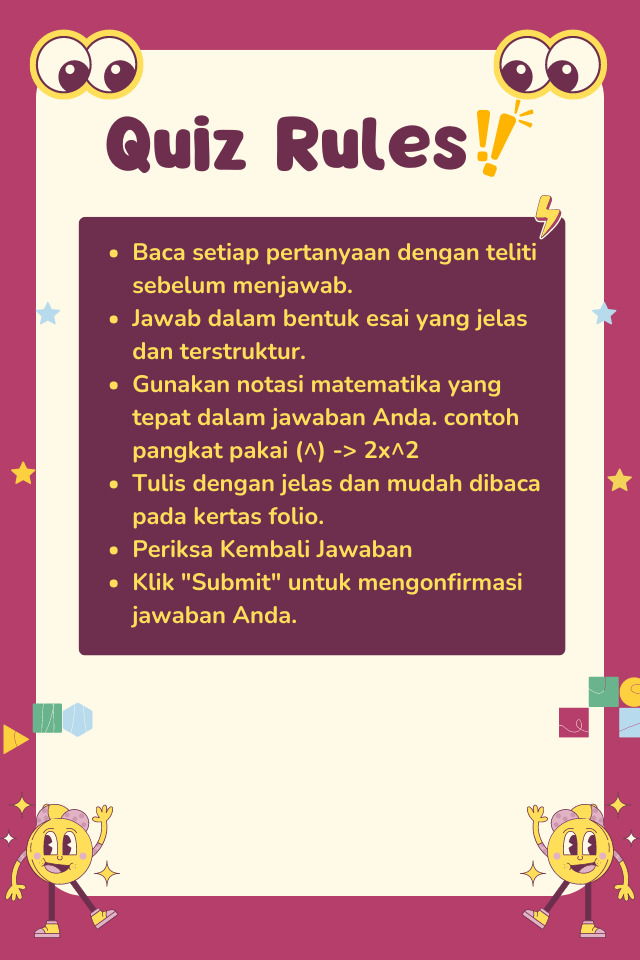 Quiz Rules!!
• Baca setiap pertanyaan dengan teliti
sebelum menjawab.
• Jawab dalam bentuk esai yang jelas
dan terstruktur.
• Gunakan notasi matematika yang
tepat dalam jawaban Anda. contoh
pangkat pakai (^) -> 2x^2
• Tulis dengan jelas dan mudah dibaca
pada kertas folio.
• Periksa Kembali Jawaban
• Klik "Submit" untuk mengonfirmasi
jawaban Anda.